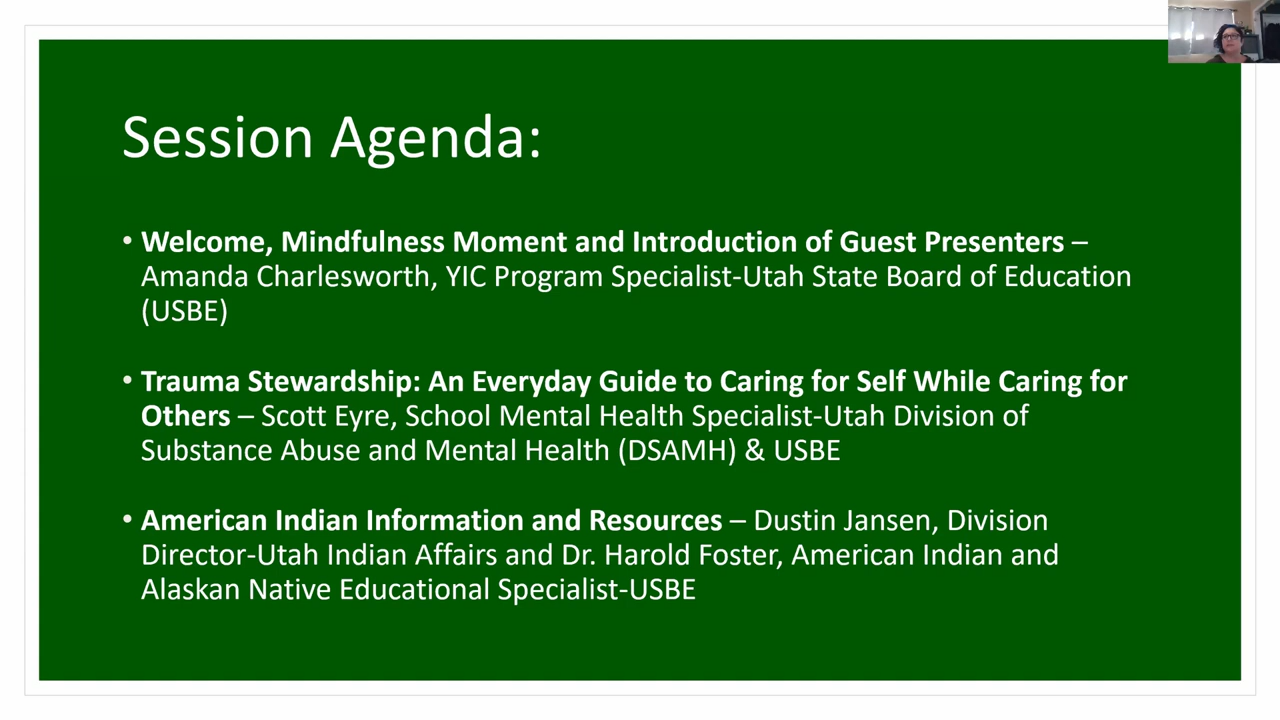 Session Agenda:
• Welcome, Mindfulness Moment and Introduction of Guest Presenters –
Amanda Charlesworth, YIC Program Specialist-Utah State Board of Education
(USBE)
• Trauma Stewardship: An Everyday Guide to Caring for Self While Caring for
Others – Scott Eyre, School Mental Health Specialist-Utah Division of
Substance Abuse and Mental Health (DSAMH) & USBE
• American Indian Information and Resources – Dustin Jansen, Division
Director-Utah Indian Affairs and Dr. Harold Foster, American Indian and
Alaskan Native Educational Specialist-USBE